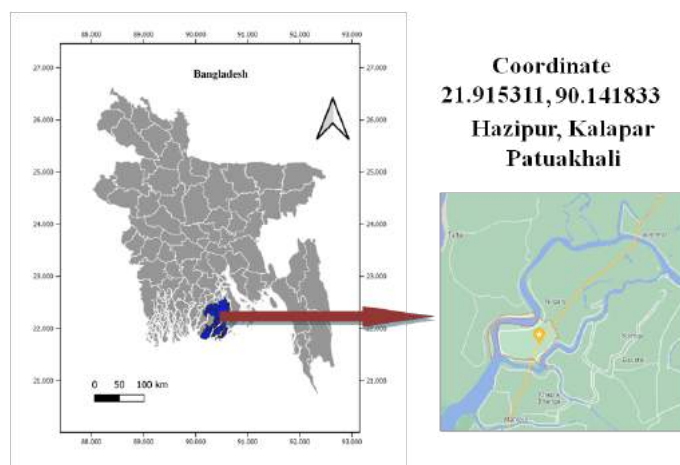 88.000 89.000 90.000 91.000 92.000 93.000
27.000 27.000
Bangladesh
26.000 26.000
25.000 25.000
24.000 24.000
23.000 23.000
22.000 22.000
21.000 21.000
0 50 100 km
88.000 89.000 90.000 91.000 92.000 93.000
Coordinate
21.915311, 90.141833
Hazipur, Kalapar
Patuakhali